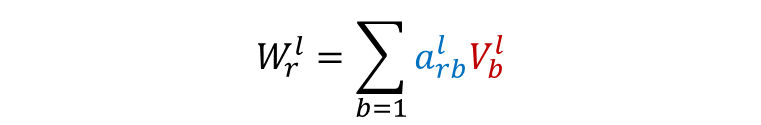 $W_r^l = \sum_{b=1} a_{rb}^l V_b^l$